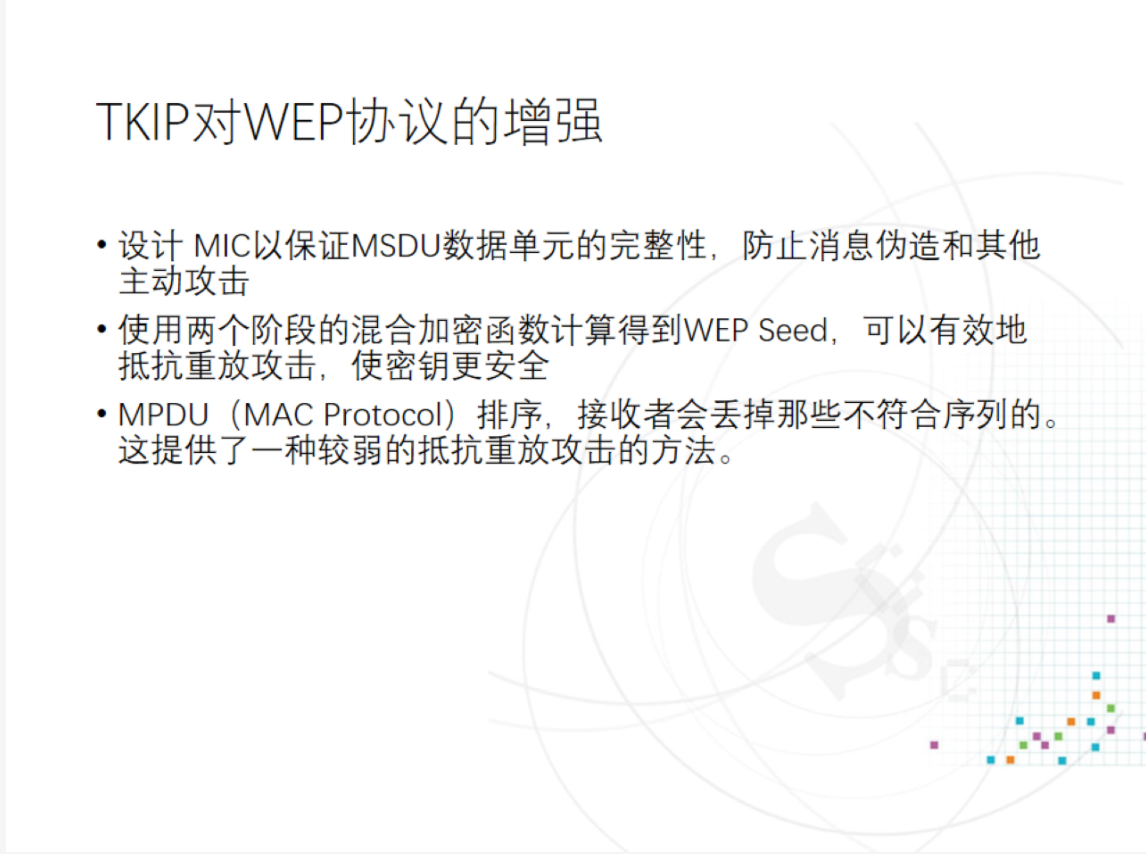 TKIP对WEP协议的增强
• 设计 MIC以保证MSDU数据单元的完整性，防止消息伪造和其他
主动攻击
• 使用两个阶段的混合加密函数计算得到WEP Seed，可以有效地
抵抗重放攻击，使密钥更安全
• MPDU（MAC Protocol）排序，接收者会丢掉那些不符合序列的。
这提供了一种较弱的抵抗重放攻击的方法。